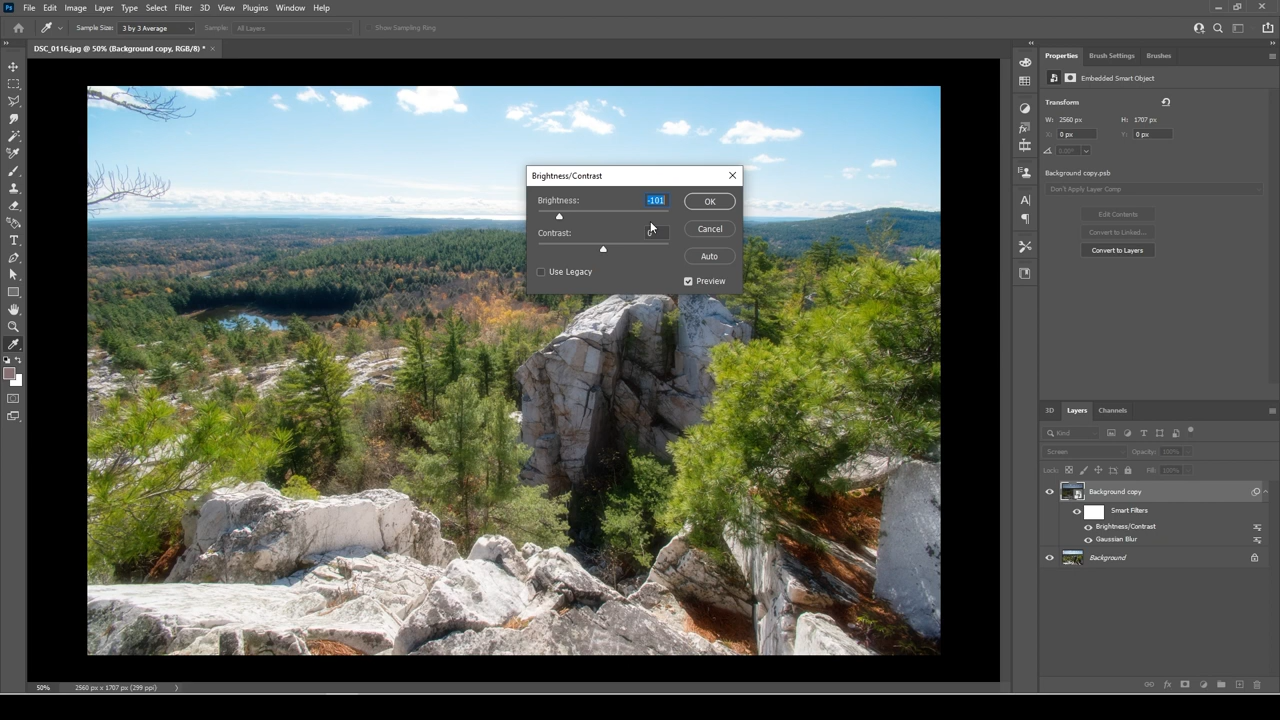 Ps File Edit Image Layer Type Select Filter 3D View Plugins Window Help
Sample Size: 3 by 3 Average Sample: All Layers Show Sampling Ring
DSC_0116.jpg @ 50% (Background copy, RGB/8) *
Properties Brush Settings Brushes
Embedded Smart Object
Transform
W: 2560 px H: 1707 px
X: 0 px Y: 0 px
0.00°
Background copy.psb
Don't Apply Layer Comp
Edit Contents
Convert to Linked...
Convert to Layers
Brightness/Contrast
Brightness: -101 OK
Contrast: 0 Cancel
Auto
Use Legacy
Preview
3D Layers Channels
Kind
Screen Opacity: 100%
Lock: Fill: 100%
Background copy
Smart Filters
Brightness/Contrast
Gaussian Blur
Background
50% 2560 px x 1707 px (299 ppi)